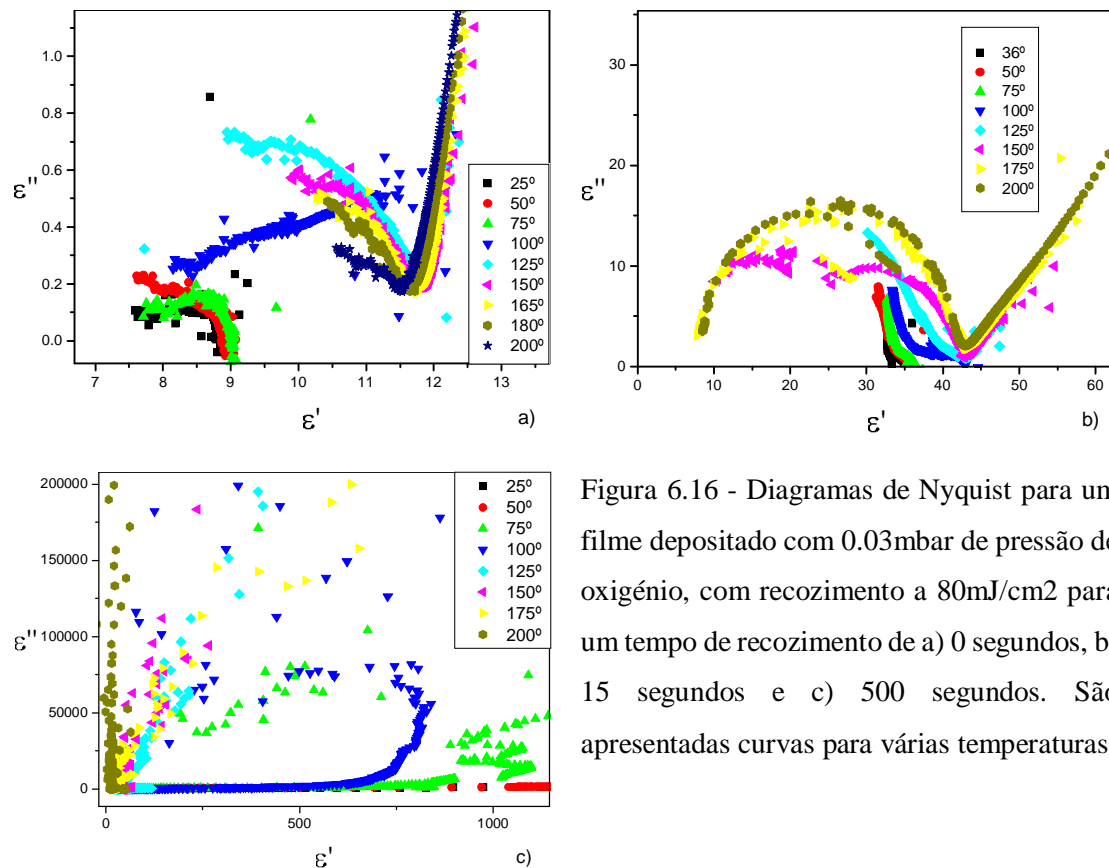 1.0
0.8
0.6
0.4
0.2
0.0
ε''
7 8 9 10 11 12 13
ε'
25º
50º
75º
100º
125º
150º
165º
180º
200º
a)
30
20
10
0
ε''
0 10 20 30 40 50 60
ε'
36º
50º
75º
100º
125º
150º
175º
200º
b)
200000
150000
100000
50000
0
ε''
0 500 1000
ε'
25º
50º
75º
100º
125º
150º
175º
200º
c)
Figura 6.16 - Diagramas de Nyquist para um
filme depositado com 0.03mbar de pressão de
oxigénio, com recozimento a 80mJ/cm2 para
um tempo de recozimento de a) 0 segundos, b)
15 segundos e c) 500 segundos. São
apresentadas curvas para várias temperaturas